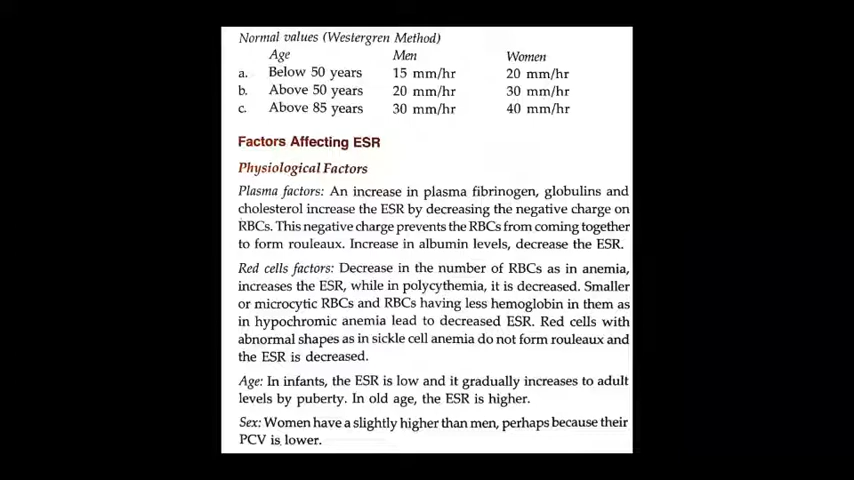 Normal values (Westergren Method)
Age Men Women
a. Below 50 years 15 mm/hr 20 mm/hr
b. Above 50 years 20 mm/hr 30 mm/hr
c. Above 85 years 30 mm/hr 40 mm/hr
Factors Affecting ESR
Physiological Factors
Plasma factors: An increase in plasma fibrinogen, globulins and
cholesterol increase the ESR by decreasing the negative charge on
RBCs. This negative charge prevents the RBCs from coming together
to form rouleaux. Increase in albumin levels, decrease the ESR.
Red cells factors: Decrease in the number of RBCs as in anemia,
increases the ESR, while in polycythemia, it is decreased. Smaller
or microcytic RBCs and RBCs having less hemoglobin in them as
in hypochromic anemia lead to decreased ESR. Red cells with
abnormal shapes as in sickle cell anemia do not form rouleaux and
the ESR is decreased.
Age: In infants, the ESR is low and it gradually increases to adult
levels by puberty. In old age, the ESR is higher.
Sex: Women have a slightly higher than men, perhaps because their
PCV is lower.